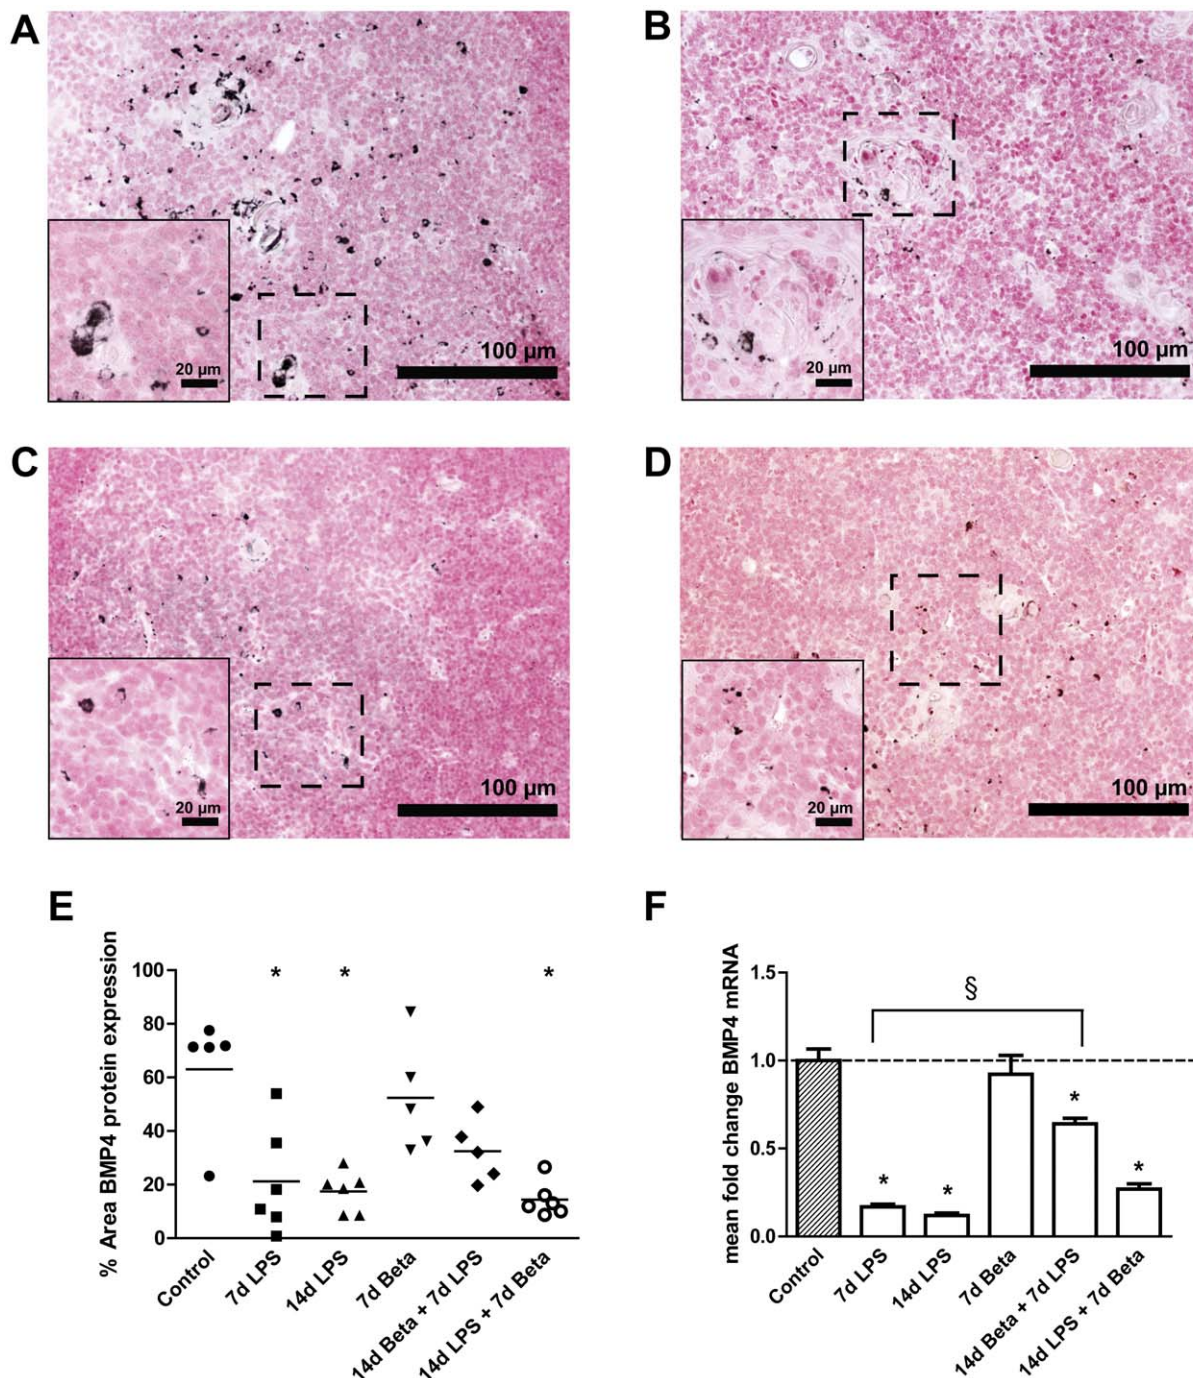 A
B
100 µm
20 µm
100 µm
20 µm
C
D
100 µm
20 µm
100 µm
20 µm
E
F
% Area BMP4 protein expression
100
80
60
40
20
0
* * *
Control
7d LPS
14d LPS
7d Beta
14d Beta + 7d LPS
14d LPS + 7d Beta
mean fold change BMP4 mRNA
1.5
1.0
0.5
0.0
§
* * * *
Control
7d LPS
14d LPS
7d Beta
14d Beta + 7d LPS
14d LPS + 7d Beta